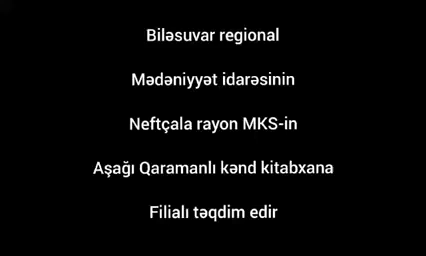 Biləsuvar regional
Mədəniyyət idarəsinin
Neftçala rayon MKS-in
Aşağı Qaramanlı kənd kitabxana
Filialı təqdim edir